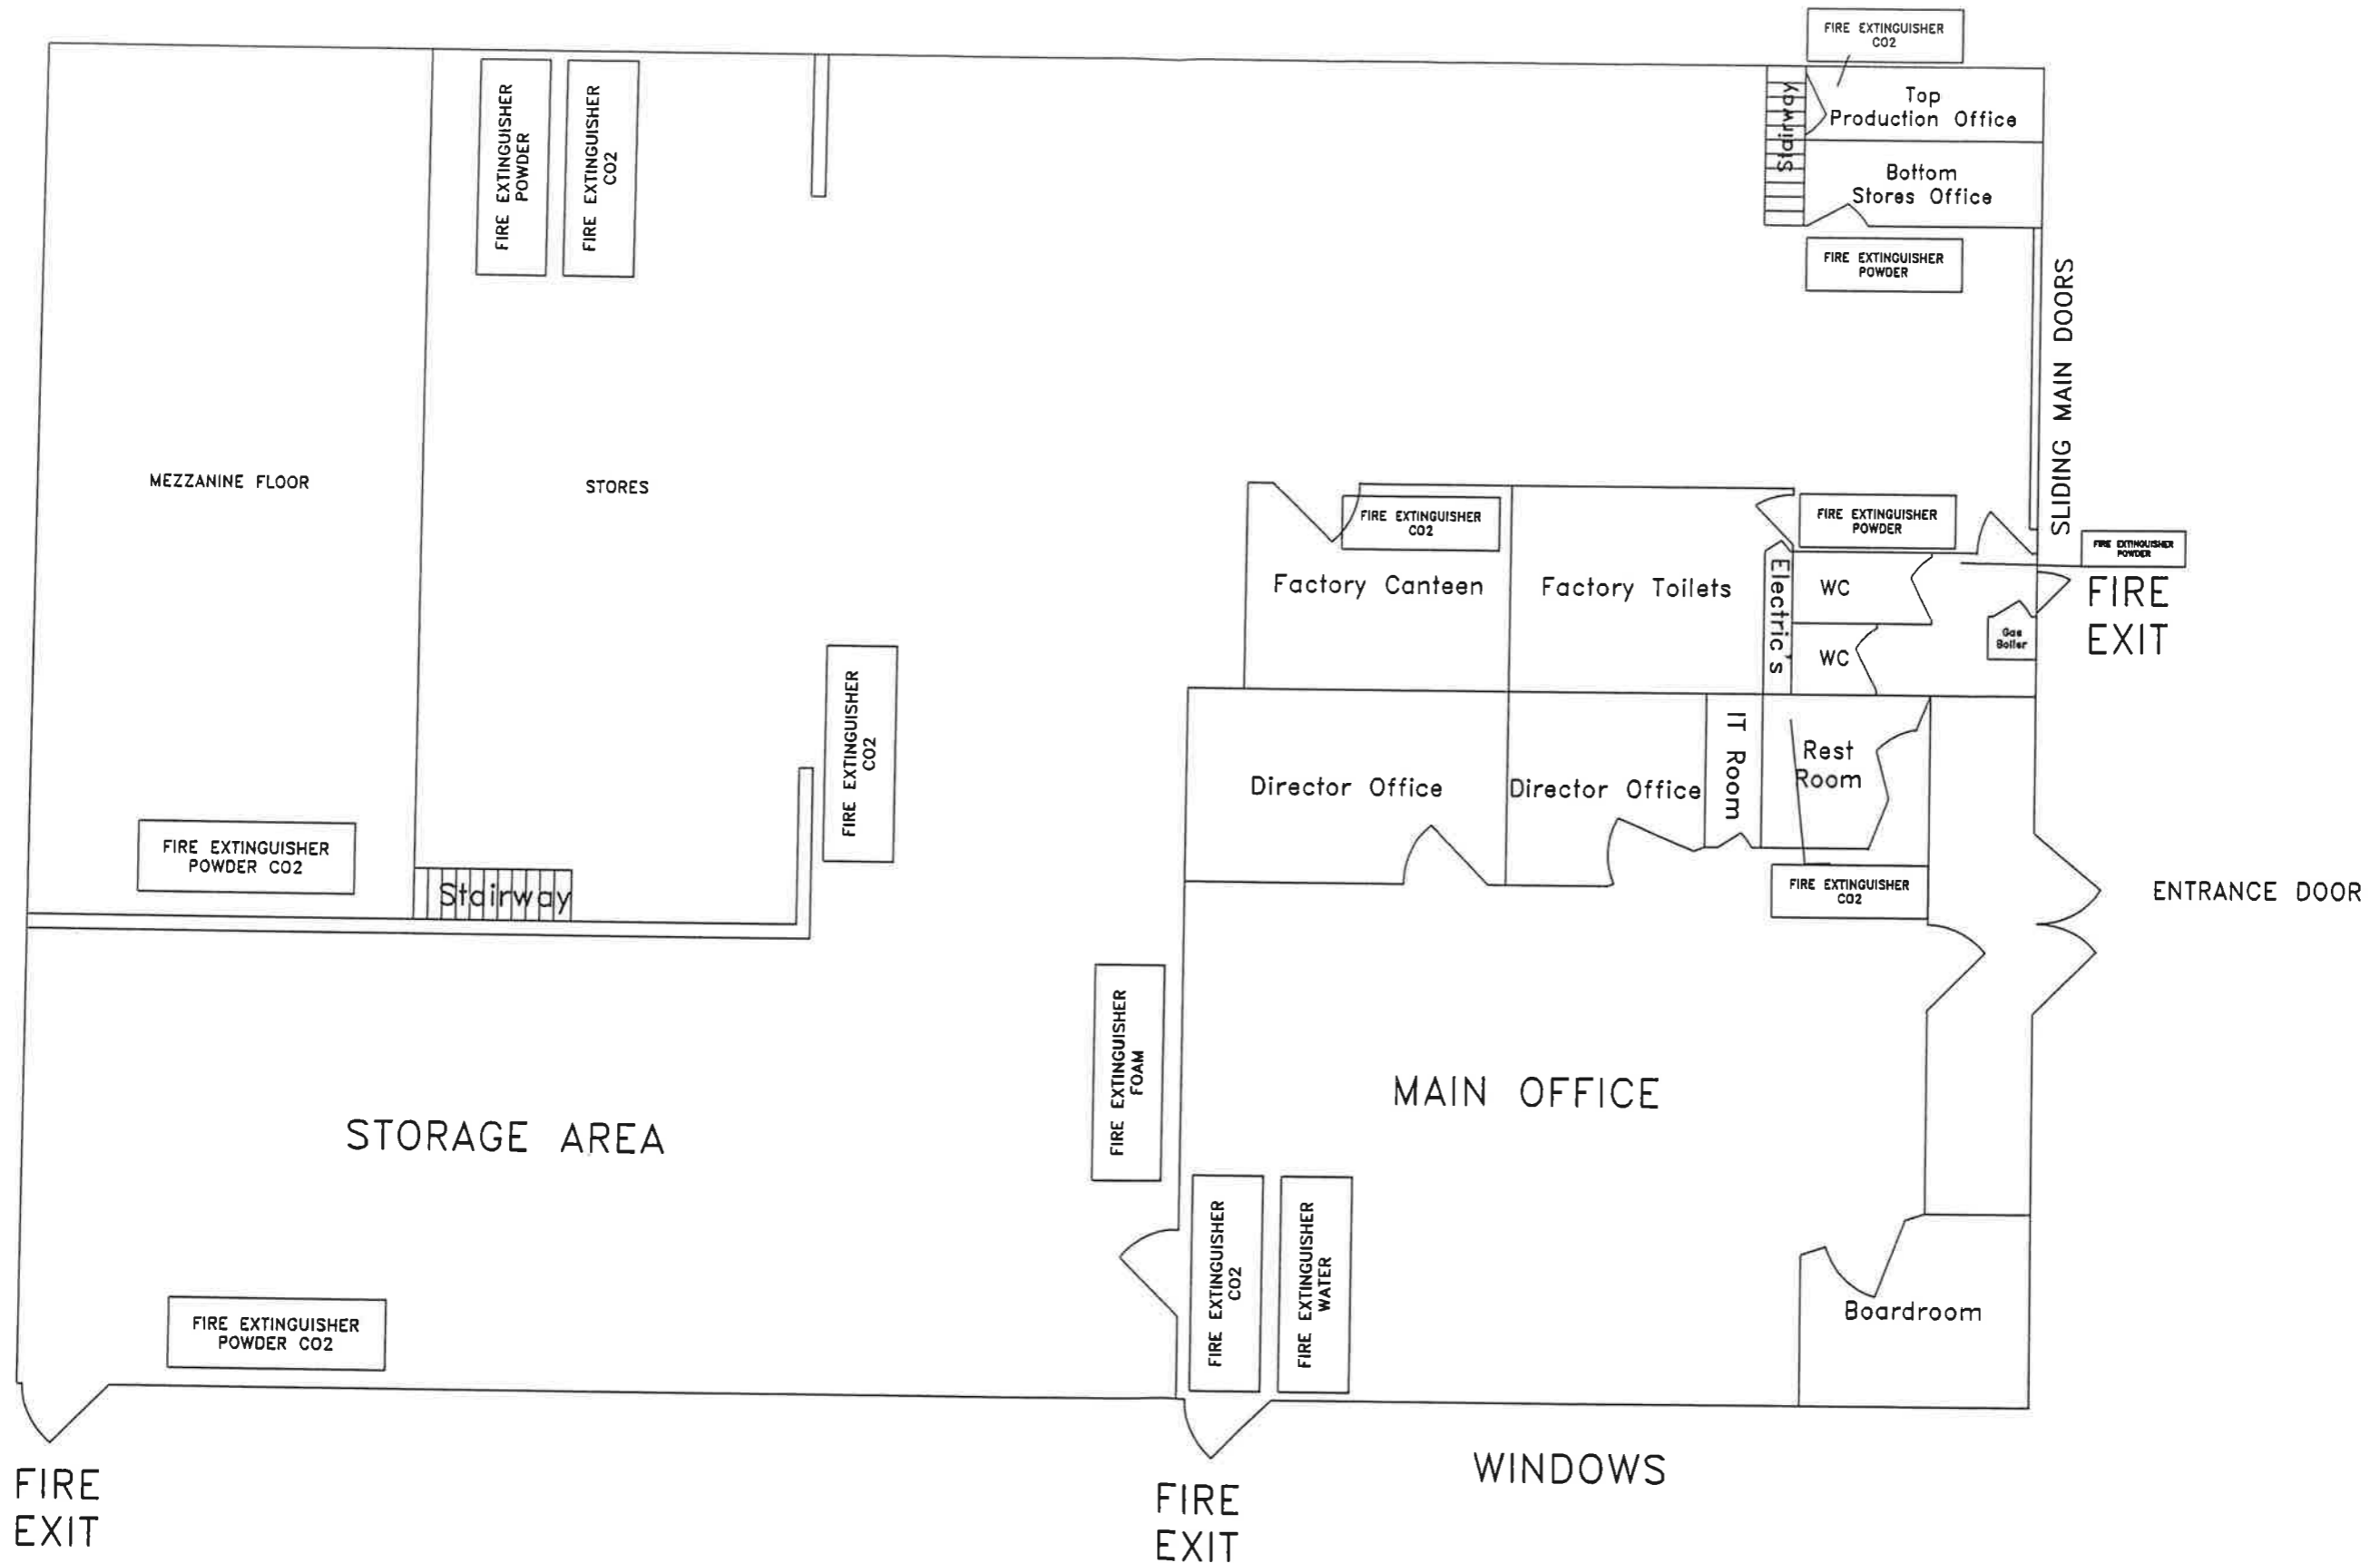 FIRE EXTINGUISHER
CO2
Top
Production Office
Stairway
Bottom
Stores Office
FIRE EXTINGUISHER
POWDER
FIRE EXTINGUISHER
POWDER
FIRE EXTINGUISHER
CO2
SLIDING MAIN DOORS
MEZZANINE FLOOR
STORES
FIRE EXTINGUISHER
CO2
FIRE EXTINGUISHER
POWDER
FIRE EXTINGUISHER
POWDER
FIRE
EXIT
Factory Canteen
Factory Toilets
Electric's
WC
WC
Gas
Boiler
FIRE EXTINGUISHER
CO2
Director Office
Director Office
IT Room
Rest
Room
FIRE EXTINGUISHER
POWDER CO2
Stairway
FIRE EXTINGUISHER
CO2
ENTRANCE DOOR
FIRE EXTINGUISHER
FOAM
MAIN OFFICE
STORAGE AREA
FIRE EXTINGUISHER
CO2
FIRE EXTINGUISHER
WATER
Boardroom
FIRE EXTINGUISHER
POWDER CO2
WINDOWS
FIRE
EXIT
FIRE
EXIT